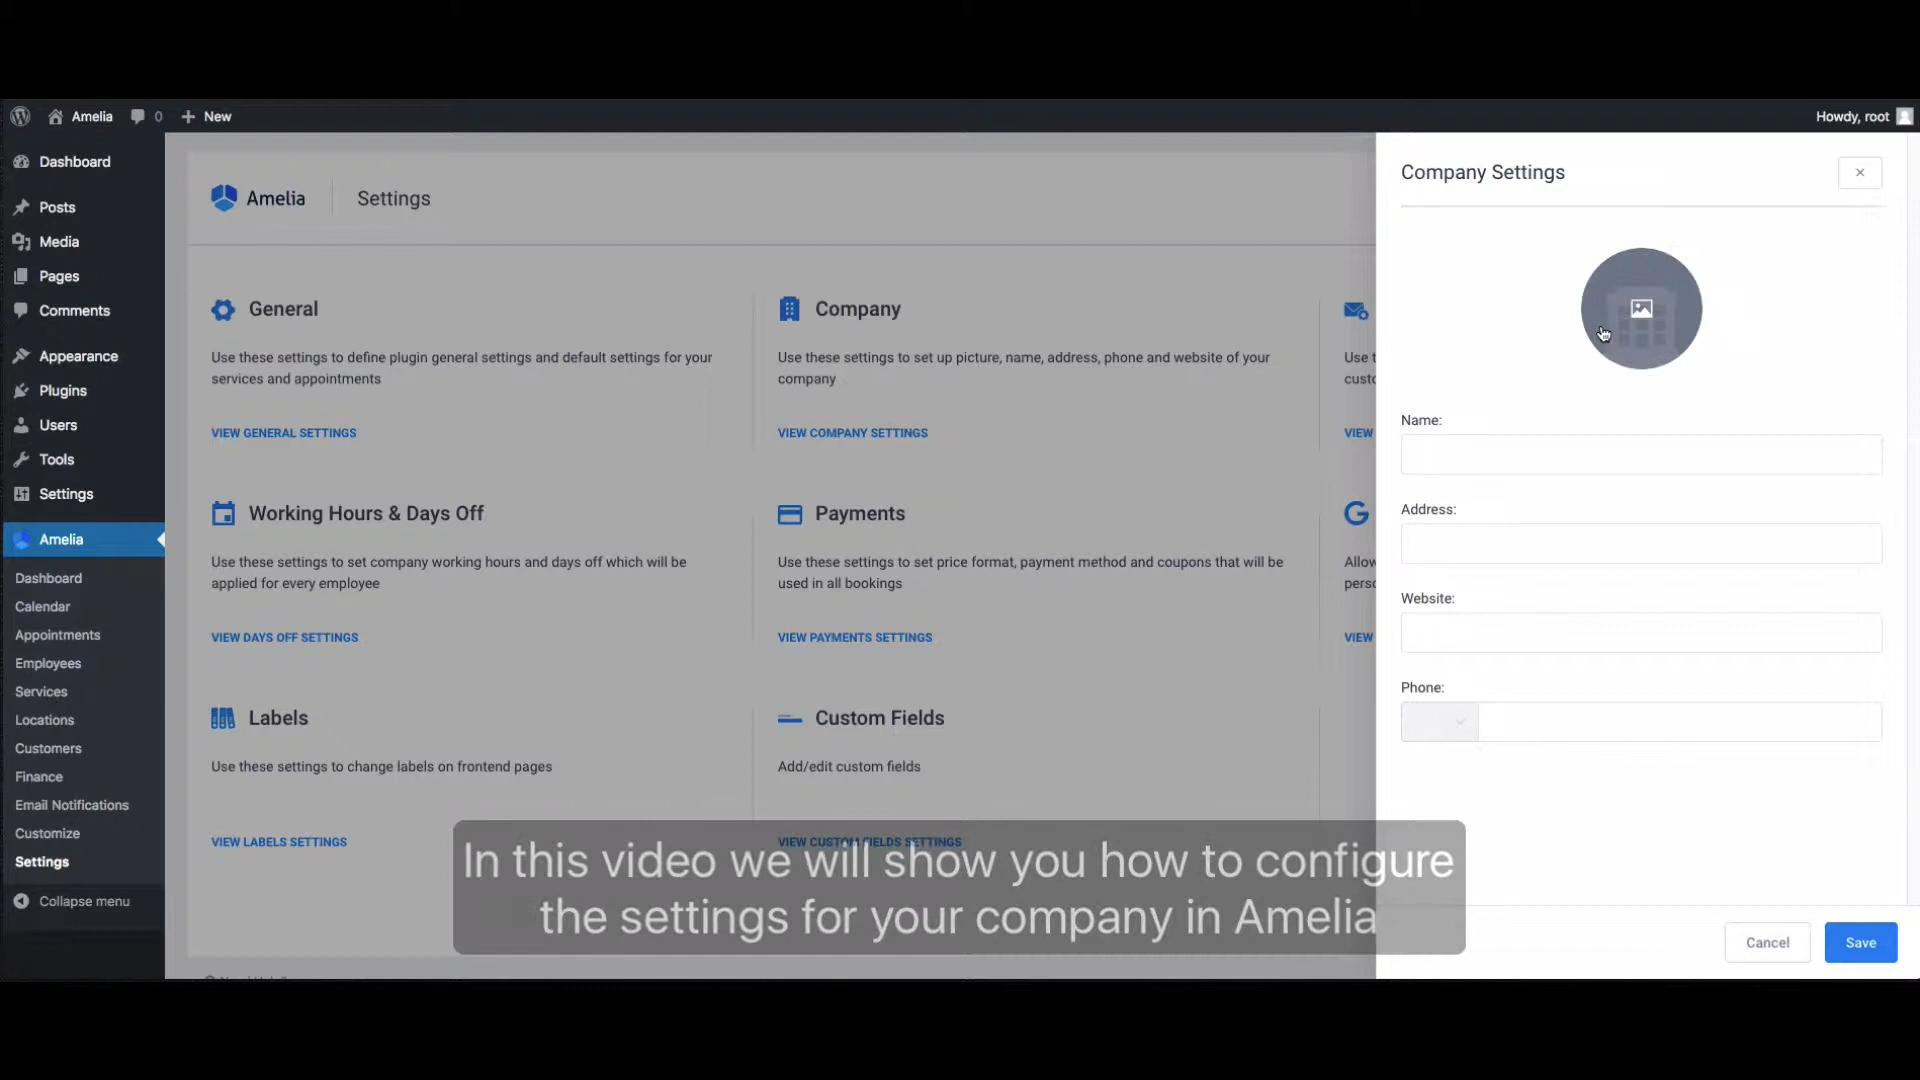 Amelia
0
New
Howdy, root
Dashboard
Posts
Media
Pages
Comments
Appearance
Plugins
Users
Tools
Settings
Amelia
Dashboard
Calendar
Appointments
Employees
Services
Locations
Customers
Finance
Email Notifications
Customize
Settings
Collapse menu
Amelia
Settings
General
Use these settings to define plugin general settings and default settings for your
services and appointments
VIEW GENERAL SETTINGS
Company
Use these settings to set up picture, name, address, phone and website of your
company
VIEW COMPANY SETTINGS
VIEW
Working Hours & Days Off
Use these settings to set company working hours and days off which will be
applied for every employee
VIEW DAYS OFF SETTINGS
Payments
Use these settings to set price format, payment method and coupons that will be
used in all bookings
VIEW PAYMENTS SETTINGS
VIEW
Labels
Use these settings to change labels on frontend pages
VIEW LABELS SETTINGS
Custom Fields
Add/edit custom fields
VIEW CUSTOM FIELDS SETTINGS
Company Settings
Name:
Address:
Website:
Phone:
Cancel
Save
In this video we will show you how to configure
the settings for your company in Amelia